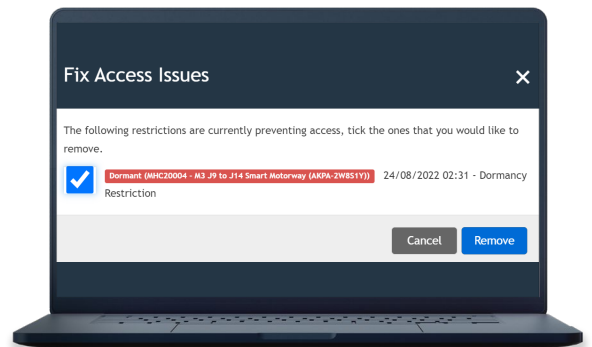 Fix Access Issues
The following restrictions are currently preventing access, tick the ones that you would like to
remove.
Dormant (MHC20004 - M3 J9 to J14 Smart Motorway (AKPA-2W8S1Y)) 24/08/2022 02:31 - Dormancy
Restriction
Cancel Remove